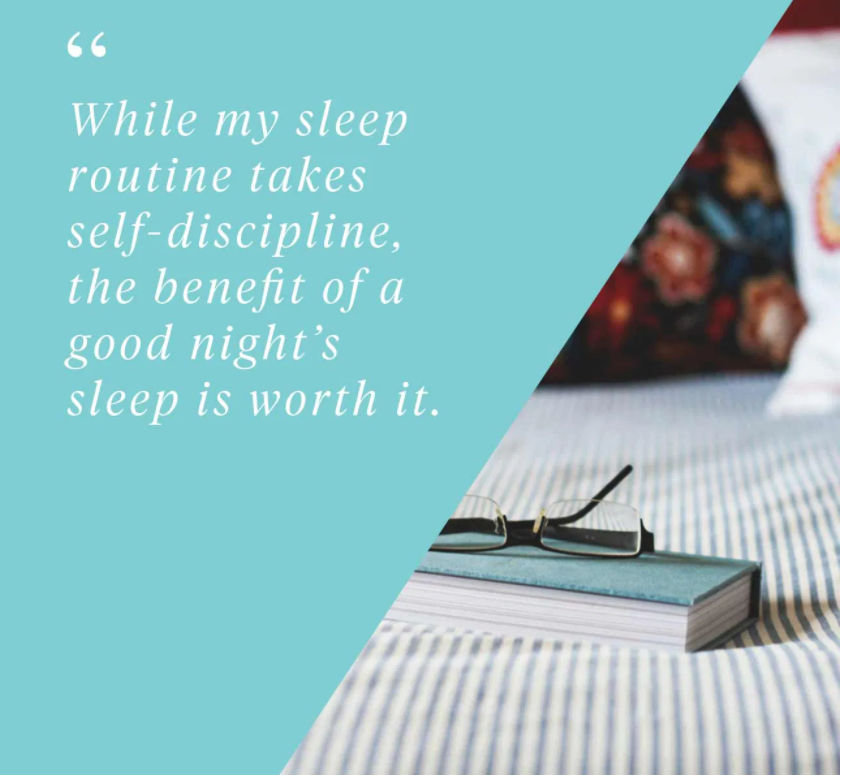 “
While my sleep
routine takes
self-discipline,
the benefit of a
good night’s
sleep is worth it.